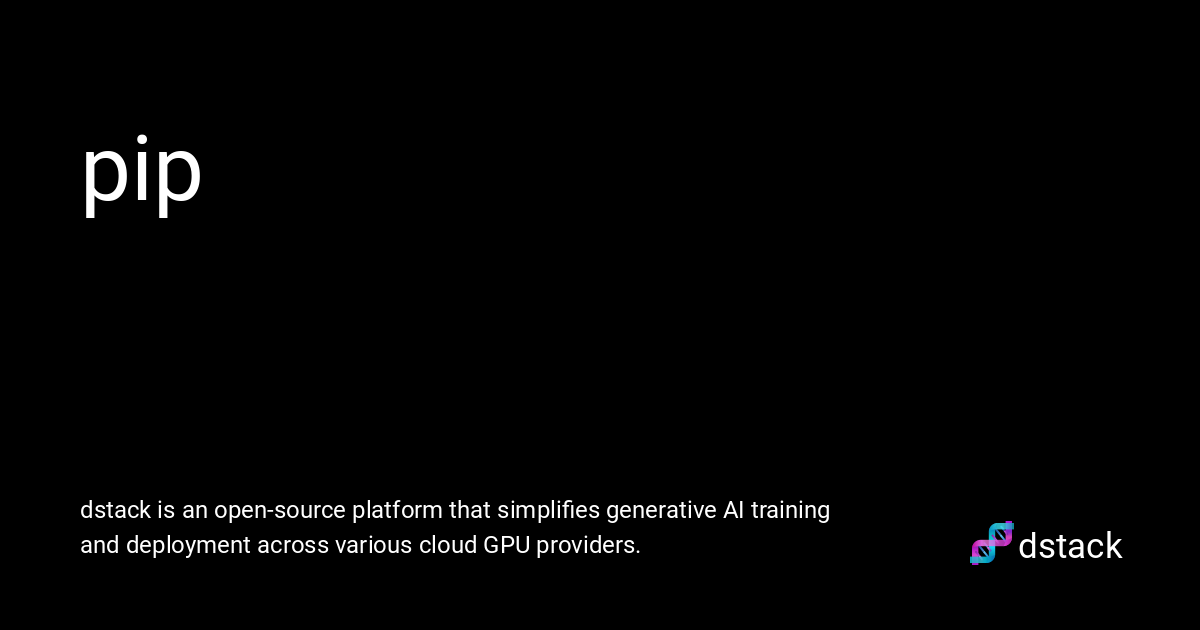 pip
dstack is an open-source platform that simplifies generative AI training
and deployment across various cloud GPU providers.
dstack